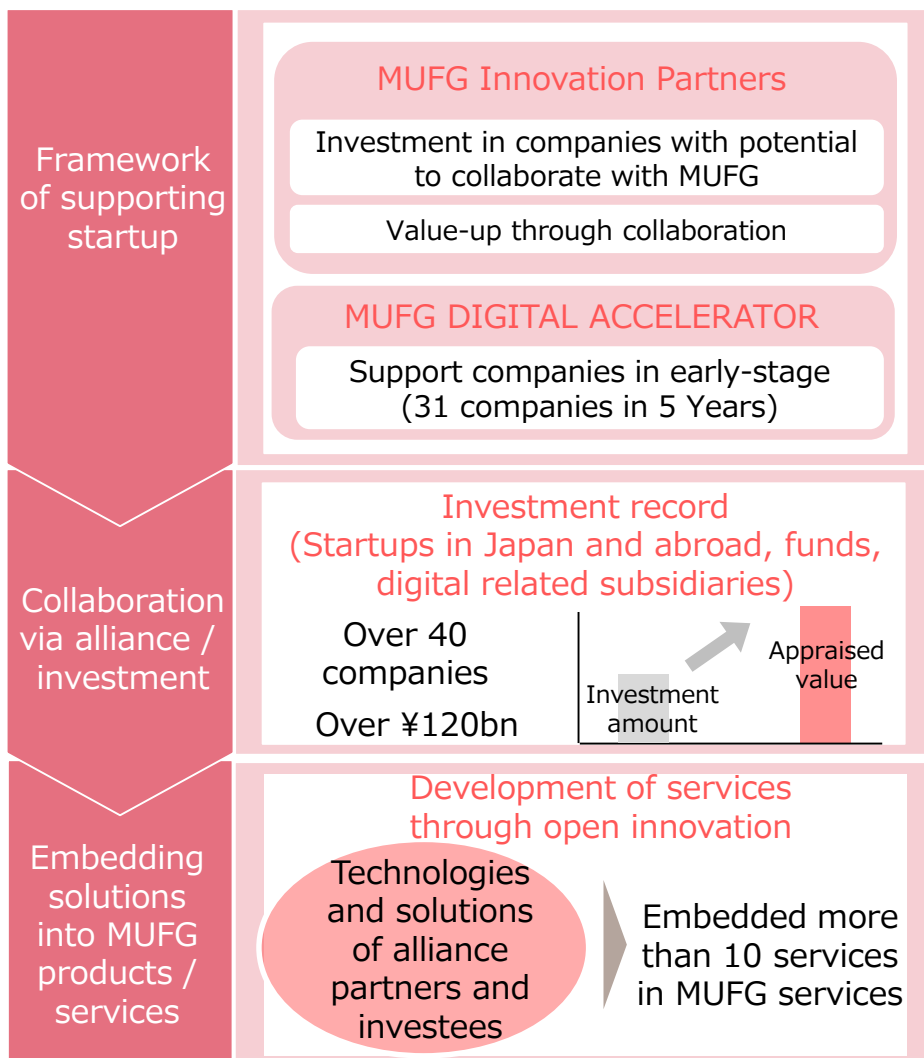 Framework
of supporting
startup
MUFG Innovation Partners
Investment in companies with potential
to collaborate with MUFG
Value-up through collaboration
MUFG DIGITAL ACCELERATOR
Support companies in early-stage
(31 companies in 5 Years)
Collaboration
via alliance /
investment
Investment record
(Startups in Japan and abroad, funds,
digital related subsidiaries)
Over 40
companies
Over ¥120bn
Investment
amount
Appraised
value
Embedding
solutions
into MUFG
products /
services
Development of services
through open innovation
Technologies
and solutions
of alliance
partners and
investees
Embedded more
than 10 services
in MUFG services